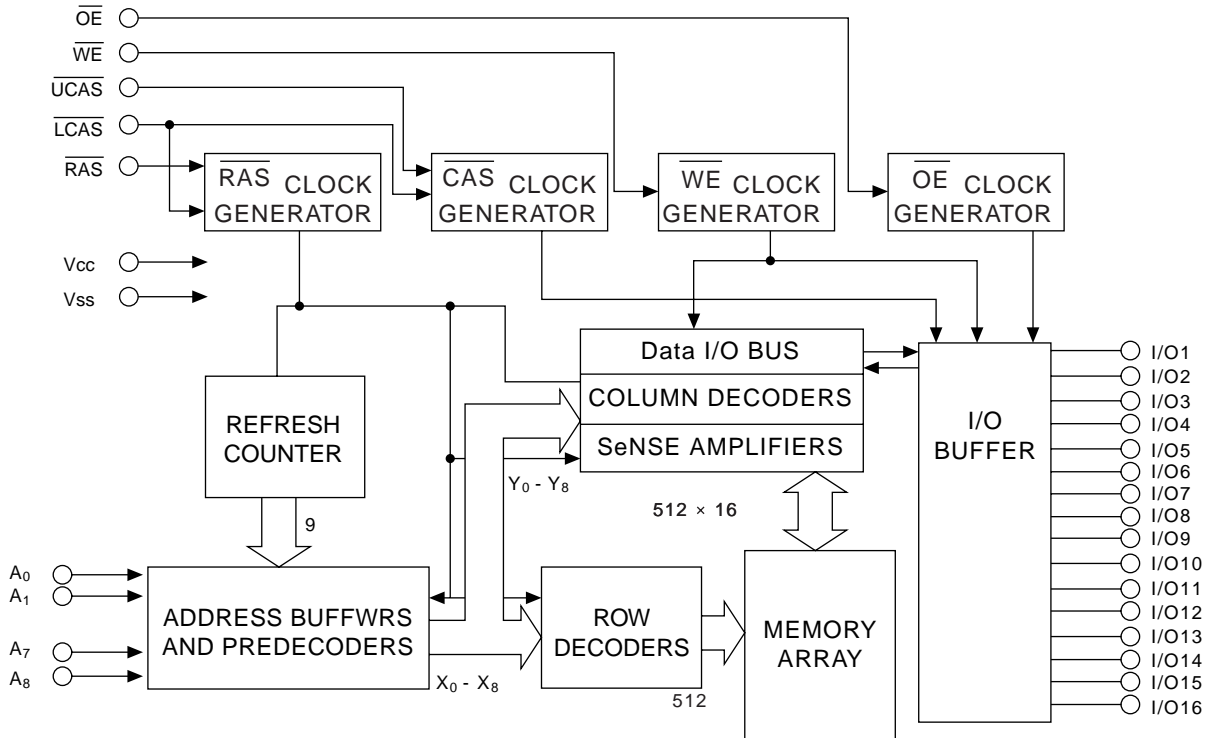 OE
WE
UCAS
LCAS
RAS
RAS CLOCK
GENERATOR
CAS CLOCK
GENERATOR
WE CLOCK
GENERATOR
OE CLOCK
GENERATOR
Vcc
Vss
Data I/O BUS
COLUMN DECODERS
SeNSE AMPLIFIERS
REFRESH
COUNTER
I/O
BUFFER
I/O1
I/O2
I/O3
I/O4
I/O5
I/O6
I/O7
I/O8
I/O9
I/O10
I/O11
I/O12
I/O13
I/O14
I/O15
I/O16
Y0 - Y8
512 × 16
9
A0
A1
A7
A8
ADDRESS BUFFWRS
AND PREDECODERS
X0 - X8
ROW
DECODERS
512
MEMORY
ARRAY